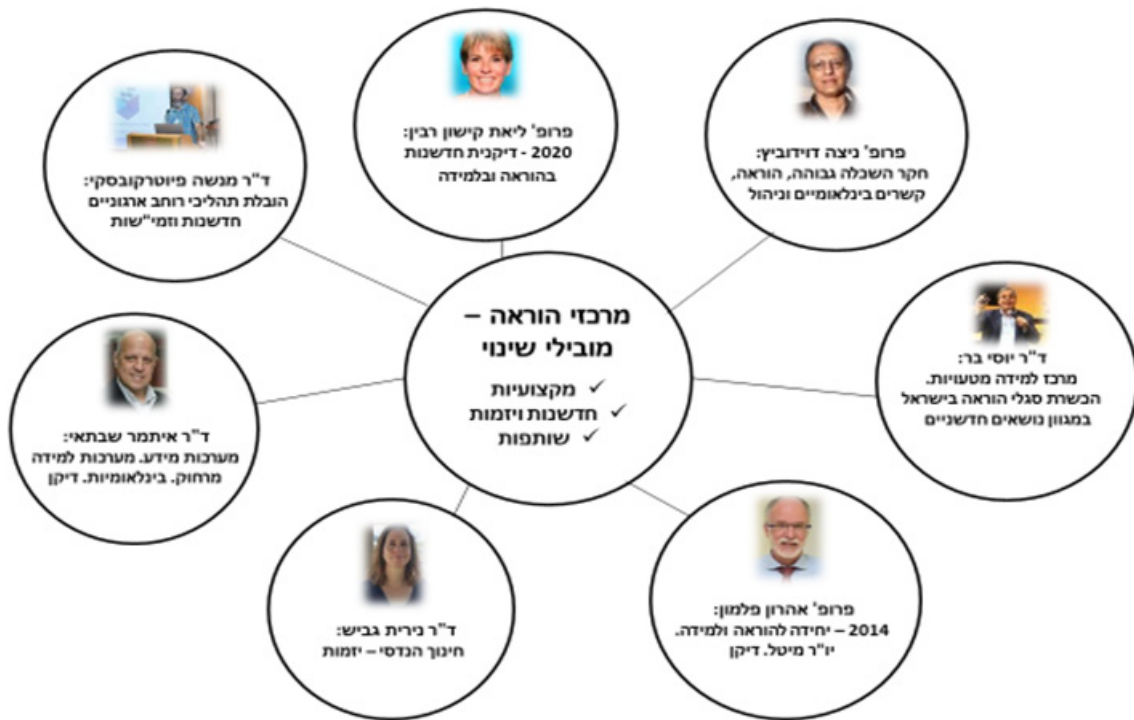 פרופ' ליאת קישון רבין:
2020 - דיקנית חדשנות
בהוראה ובלמידה
פרופ' ניצה דוידוביץ:
חקר השכלה גבוהה, הוראה,
קשרים בינלאומיים וניהול
ד"ר מנשה פיוטרקובסקי:
הובלת תהליכי רוחב ארגוניים
חדשנות וזמי"שות
מרכזי הוראה –
מובילי שינוי
✓ מקצועיות
✓ חדשנות ויזמות
✓ שותפות
ד"ר יוסי בר:
מרכז למידה מטעויות.
הכשרת סגלי הוראה בישראל
במגוון נושאים חדשניים
ד"ר איתמר שבתאי:
מערכות מידע. מערכות למידה
מרחוק. בינלאומיות. דיקן
פרופ' אהרון פלמון:
2014 – יחידה להוראה ולמידה.
יו"ר מיטל. דיקן
ד"ר נירית גביש:
חינוך הנדסי – יזמות